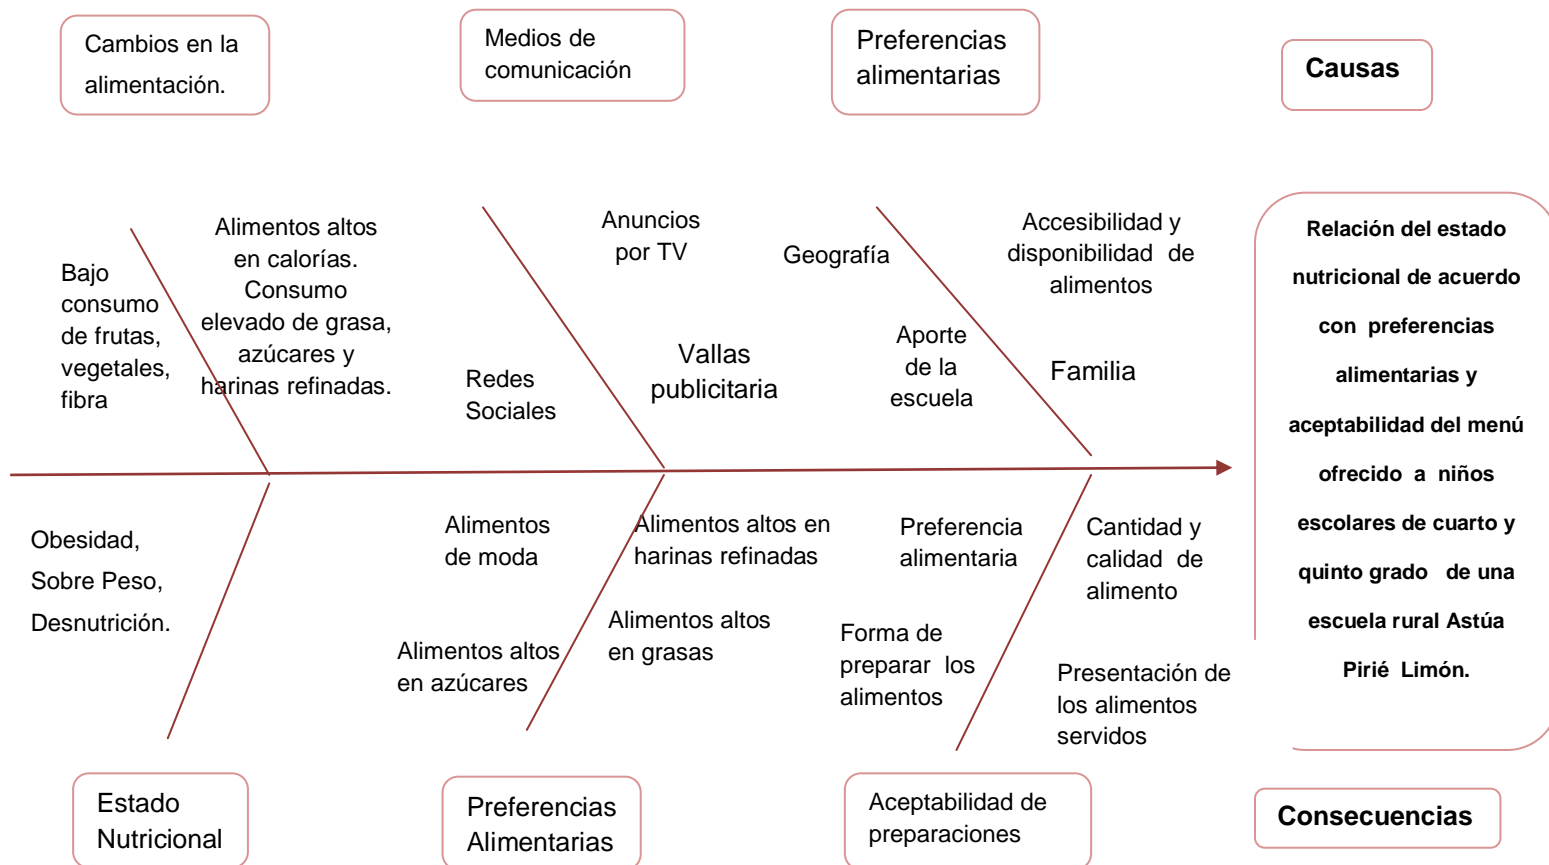 Cambios en la
alimentación.
Medios de
comunicación
Preferencias
alimentarias
Causas
Bajo
consumo
de frutas,
vegetales,
fibra
Alimentos altos
en calorías.
Consumo
elevado de grasa,
azúcares y
harinas refinadas.
Redes
Sociales
Anuncios
por TV
Vallas
publicitaria
Geografía
Aporte
de la
escuela
Accesibilidad y
disponibilidad de
alimentos
Familia
Relación del estado
nutricional de acuerdo
con preferencias
alimentarias y
aceptabilidad del menú
ofrecido a niños
escolares de cuarto y
quinto grado de una
escuela rural Astúa
Pirié Limón.
Obesidad,
Sobre Peso,
Desnutrición.
Alimentos
de moda
Alimentos altos
en azúcares
Alimentos altos en
harinas refinadas
Alimentos altos
en grasas
Preferencia
alimentaria
Forma de
preparar los
alimentos
Cantidad y
calidad de
alimento
Presentación de
los alimentos
servidos
Estado
Nutricional
Preferencias
Alimentarias
Aceptabilidad de
preparaciones
Consecuencias